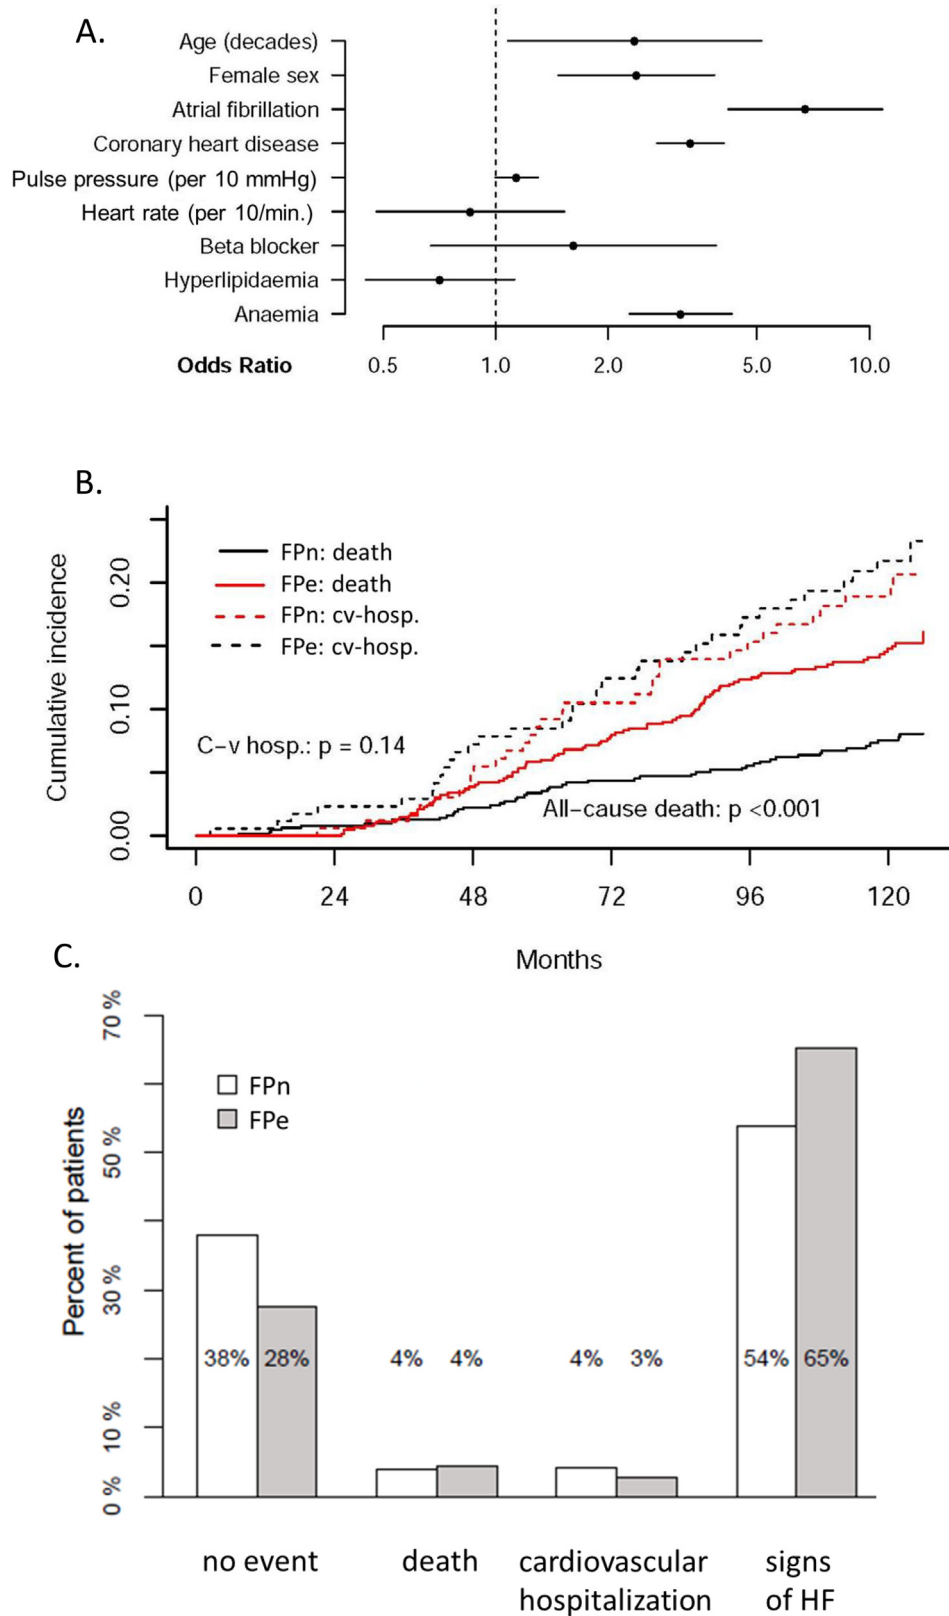 A.
Age (decades)
Female sex
Atrial fibrillation
Coronary heart disease
Pulse pressure (per 10 mmHg)
Heart rate (per 10/min.)
Beta blocker
Hyperlipidaemia
Anaemia
Odds Ratio 0.5 1.0 2.0 5.0 10.0
B.
Cumulative incidence
0.20
0.10
0.00
FPn: death
FPe: death
FPn: cv-hosp.
FPe: cv-hosp.
C-v hosp.: p = 0.14
All-cause death: p <0.001
0 24 48 72 96 120
Months
C.
Percent of patients
70 %
50 %
30 %
10 %
0 %
FPn
FPe
38% 28% 4% 4% 4% 3% 54% 65%
no event death cardiovascular signs
hospitalization of HF